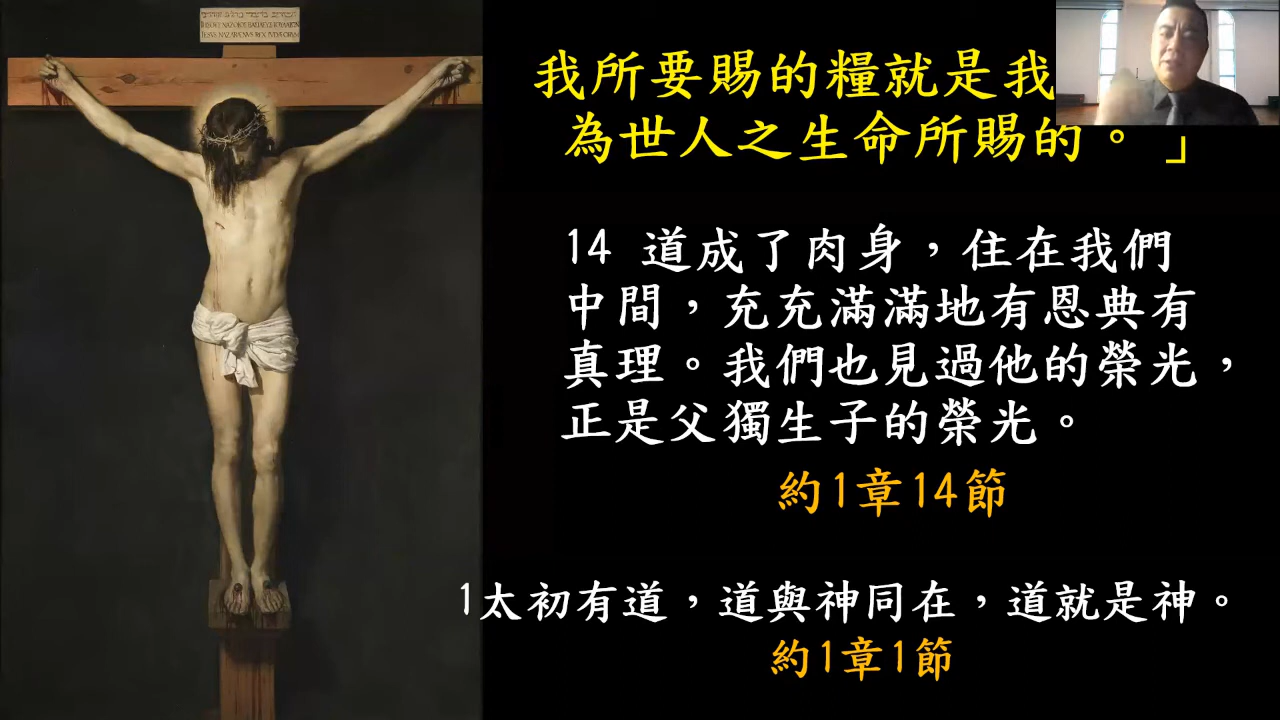 我所要賜的糧就是我
為世人之生命所賜的。」
14 道成了肉身，住在我們
中間，充充滿滿地有恩典有
真理。我們也見過他的榮光，
正是父獨生子的榮光。
約1章14節
1太初有道，道與神同在，道就是神。
約1章1節